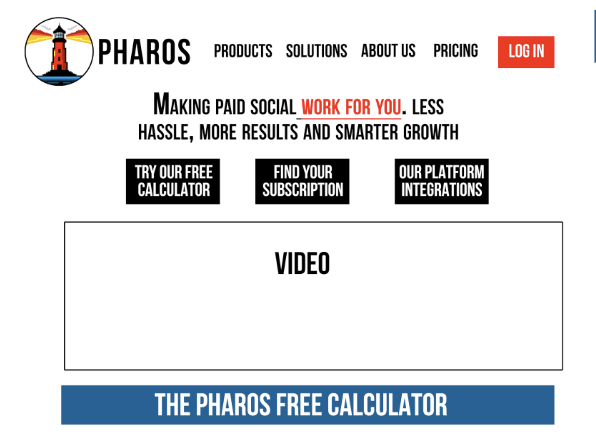 PHAROS PRODUCTS SOLUTIONS ABOUT US PRICING LOG IN
MAKING PAID SOCIAL WORK FOR YOU. LESS
HASSLE, MORE RESULTS AND SMARTER GROWTH
TRY OUR FREE
CALCULATOR
FIND YOUR
SUBSCRIPTION
OUR PLATFORM
INTEGRATIONS
VIDEO
THE PHAROS FREE CALCULATOR